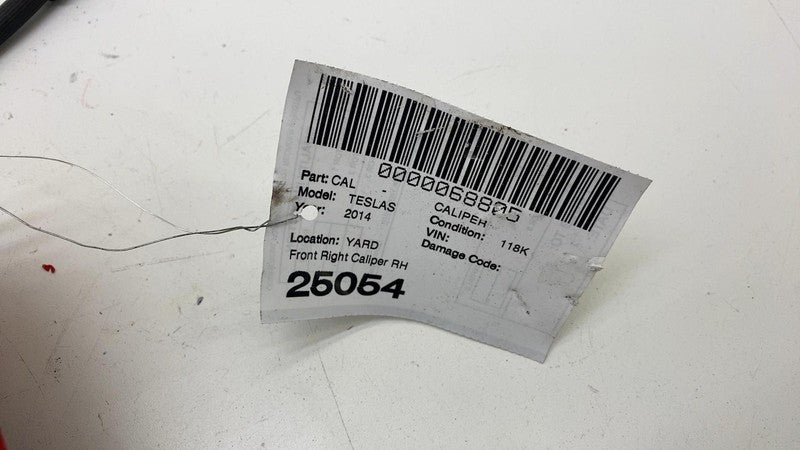 0000068805
Part: CAL - CALIPER
Model: TESLAS Condition: 118K
Year: 2014 VIN:
Damage Code:
Location: YARD
Front Right Caliper RH
25054